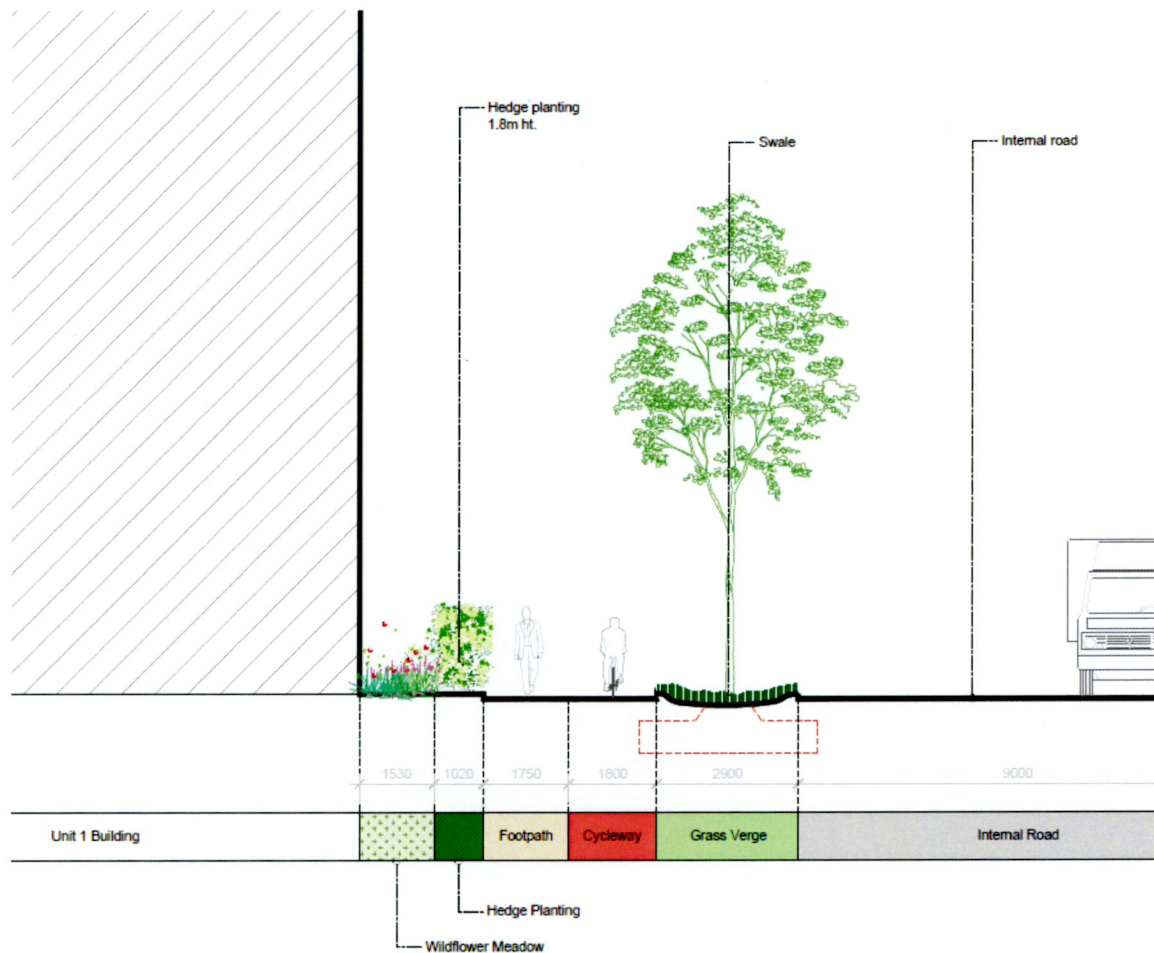 Hedge planting
1.8m ht.
Swale
Internal road
1530
1020
1750
1800
2900
9000
Unit 1 Building
Footpath
Cycleway
Grass Verge
Internal Road
Hedge Planting
Wildflower Meadow